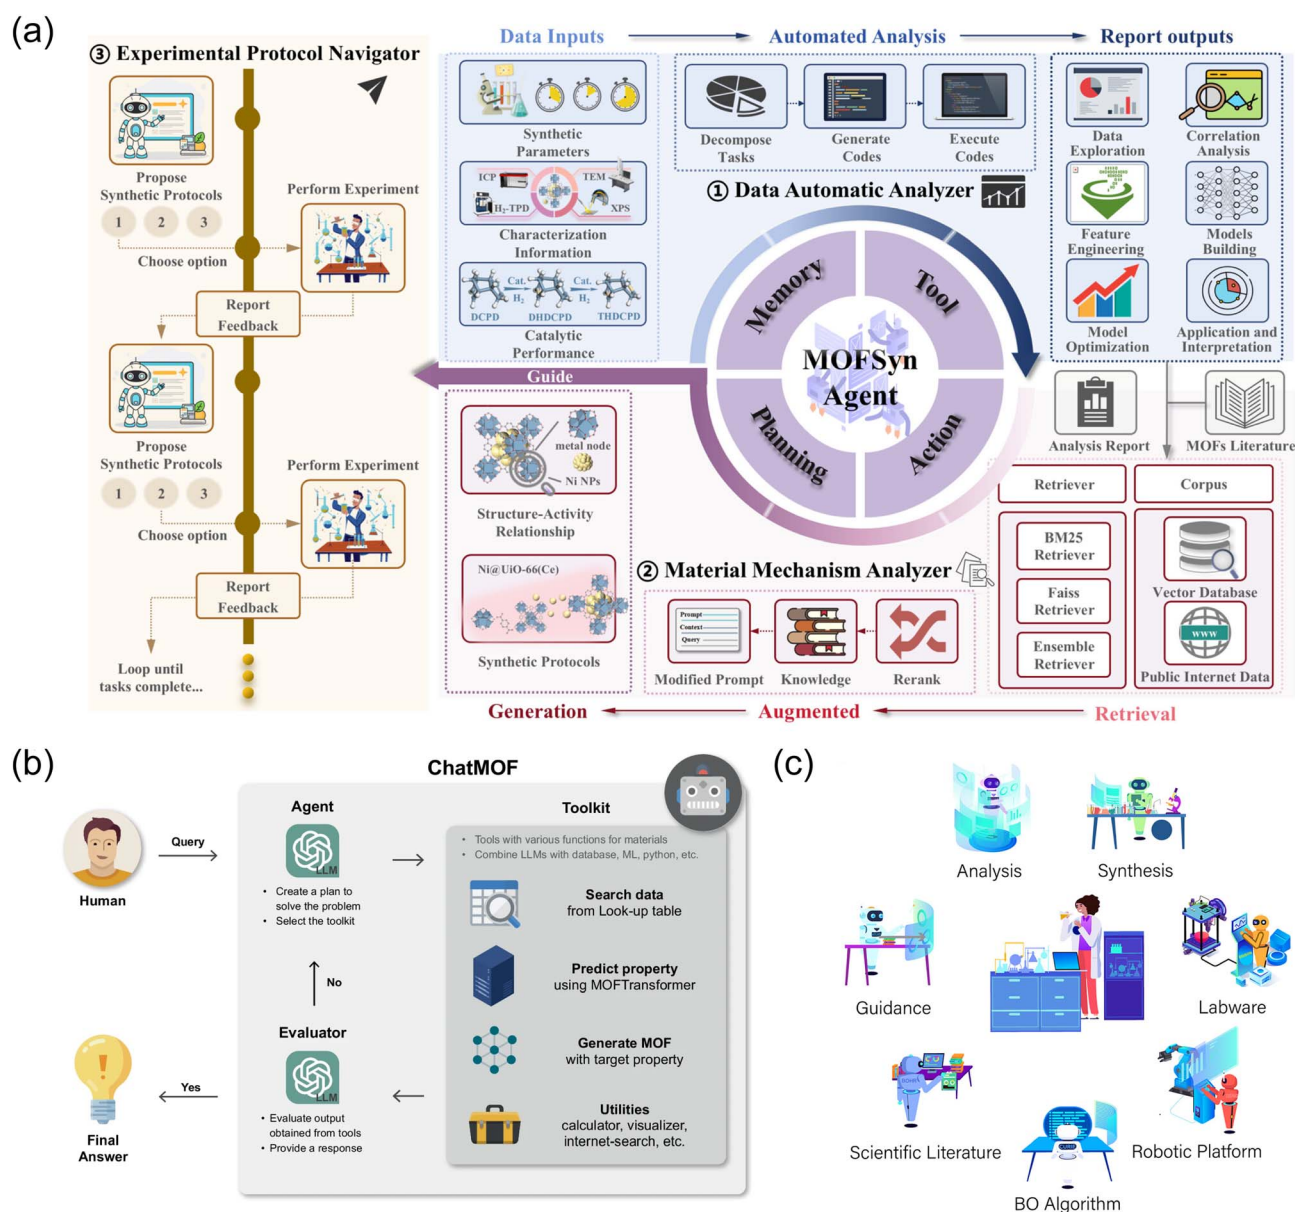 (a)
③ Experimental Protocol Navigator
Propose
Synthetic Protocols
1 2 3
Choose option
Perform Experiment
Report
Feedback
Propose
Synthetic Protocols
1 2 3
Choose option
Perform Experiment
Report
Feedback
Loop until
tasks complete...
Data Inputs
Automated Analysis
Report outputs
Synthetic
Parameters
ICP
TEM
H₂-TPD
XPS
Characterization
Information
Cat.
H₂
Cat.
H₂
DCPD
DHDCPD
THDCPD
Catalytic
Performance
Decompose
Tasks
Generate
Codes
Execute
Codes
① Data Automatic Analyzer
Data
Exploration
Correlation
Analysis
Feature
Engineering
Models
Building
Model
Optimization
Application and
Interpretation
Memory
Tool
Planning
Action
MOFSyn
Agent
Guide
metal node
Ni NPs
Structure-Activity
Relationship
Ni@UiO-66(Ce)
Synthetic Protocols
② Material Mechanism Analyzer
Prompt
Context
Query
Modified Prompt
Knowledge
Rerank
Analysis Report
MOFs Literature
Retriever
Corpus
BM25
Retriever
Faiss
Retriever
Ensemble
Retriever
Vector Database
WWW
Public Internet Data
Generation
Augmented
Retrieval
(b)
ChatMOF
Human
Query
Agent
LLM
• Create a plan to
solve the problem
• Select the toolkit
No
Evaluator
LLM
• Evaluate output
obtained from tools
• Provide a response
Yes
Final
Answer
Toolkit
• Tools with various functions for materials
• Combine LLMs with database, ML, python, etc.
Search data
from Look-up table
Predict property
using MOFTransformer
Generate MOF
with target property
Utilities
calculator, visualizer,
internet-search, etc.
(c)
Analysis
Synthesis
Guidance
Labware
Scientific Literature
Robotic Platform
BO Algorithm